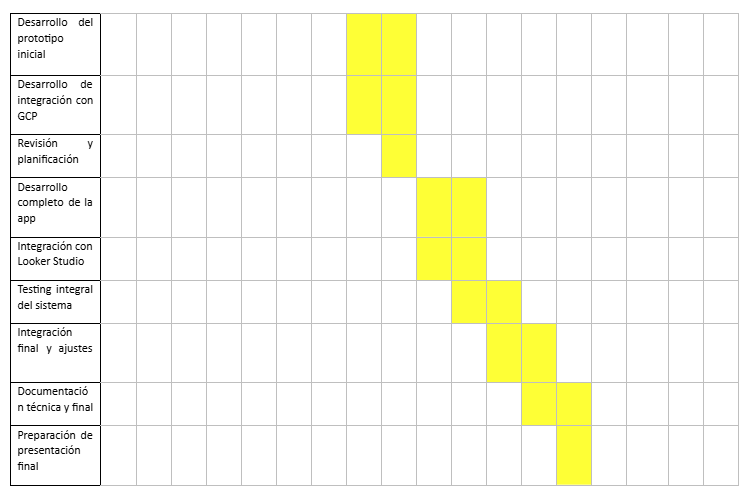 Desarrollo del
prototipo
inicial
Desarrollo de
integración con
GCP
Revisión y
planificación
Desarrollo
completo de la
app
Integración con
Looker Studio
Testing integral
del sistema
Integración
final y ajustes
Documentació
n técnica y final
Preparación de
presentación
final